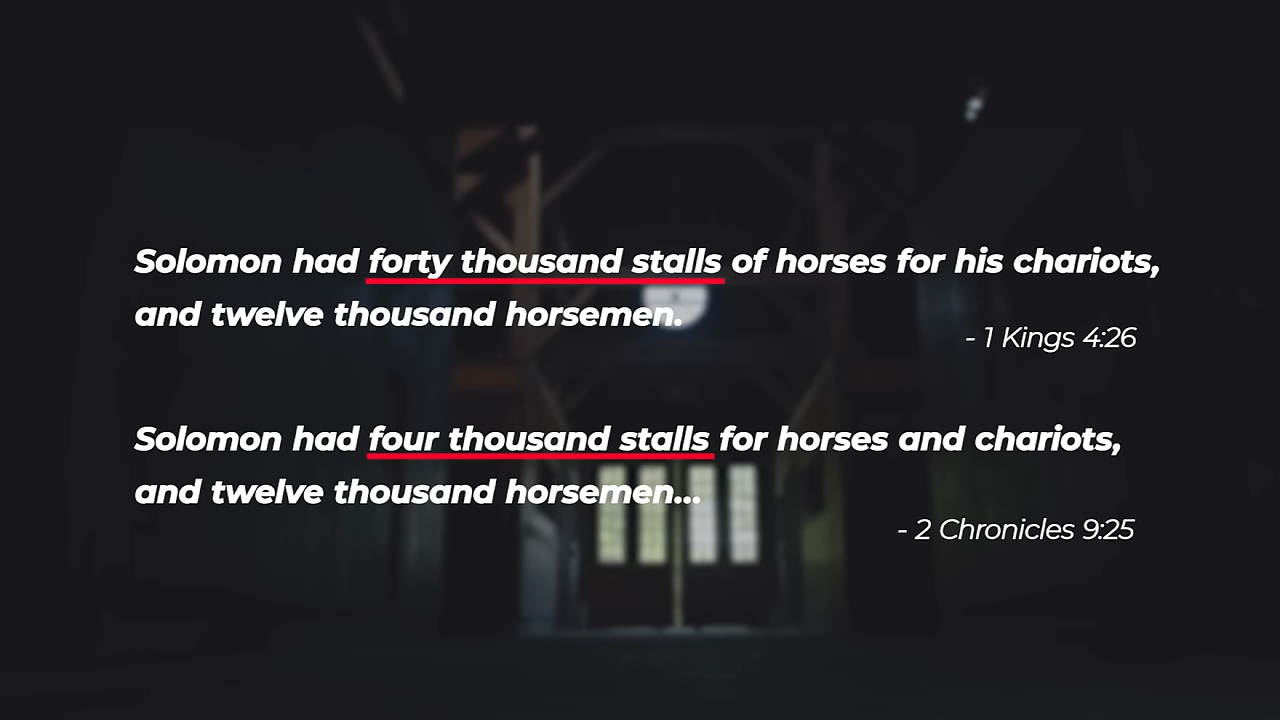 Solomon had forty thousand stalls of horses for his chariots,
and twelve thousand horsemen.
- 1 Kings 4:26
Solomon had four thousand stalls for horses and chariots,
and twelve thousand horsemen...
- 2 Chronicles 9:25